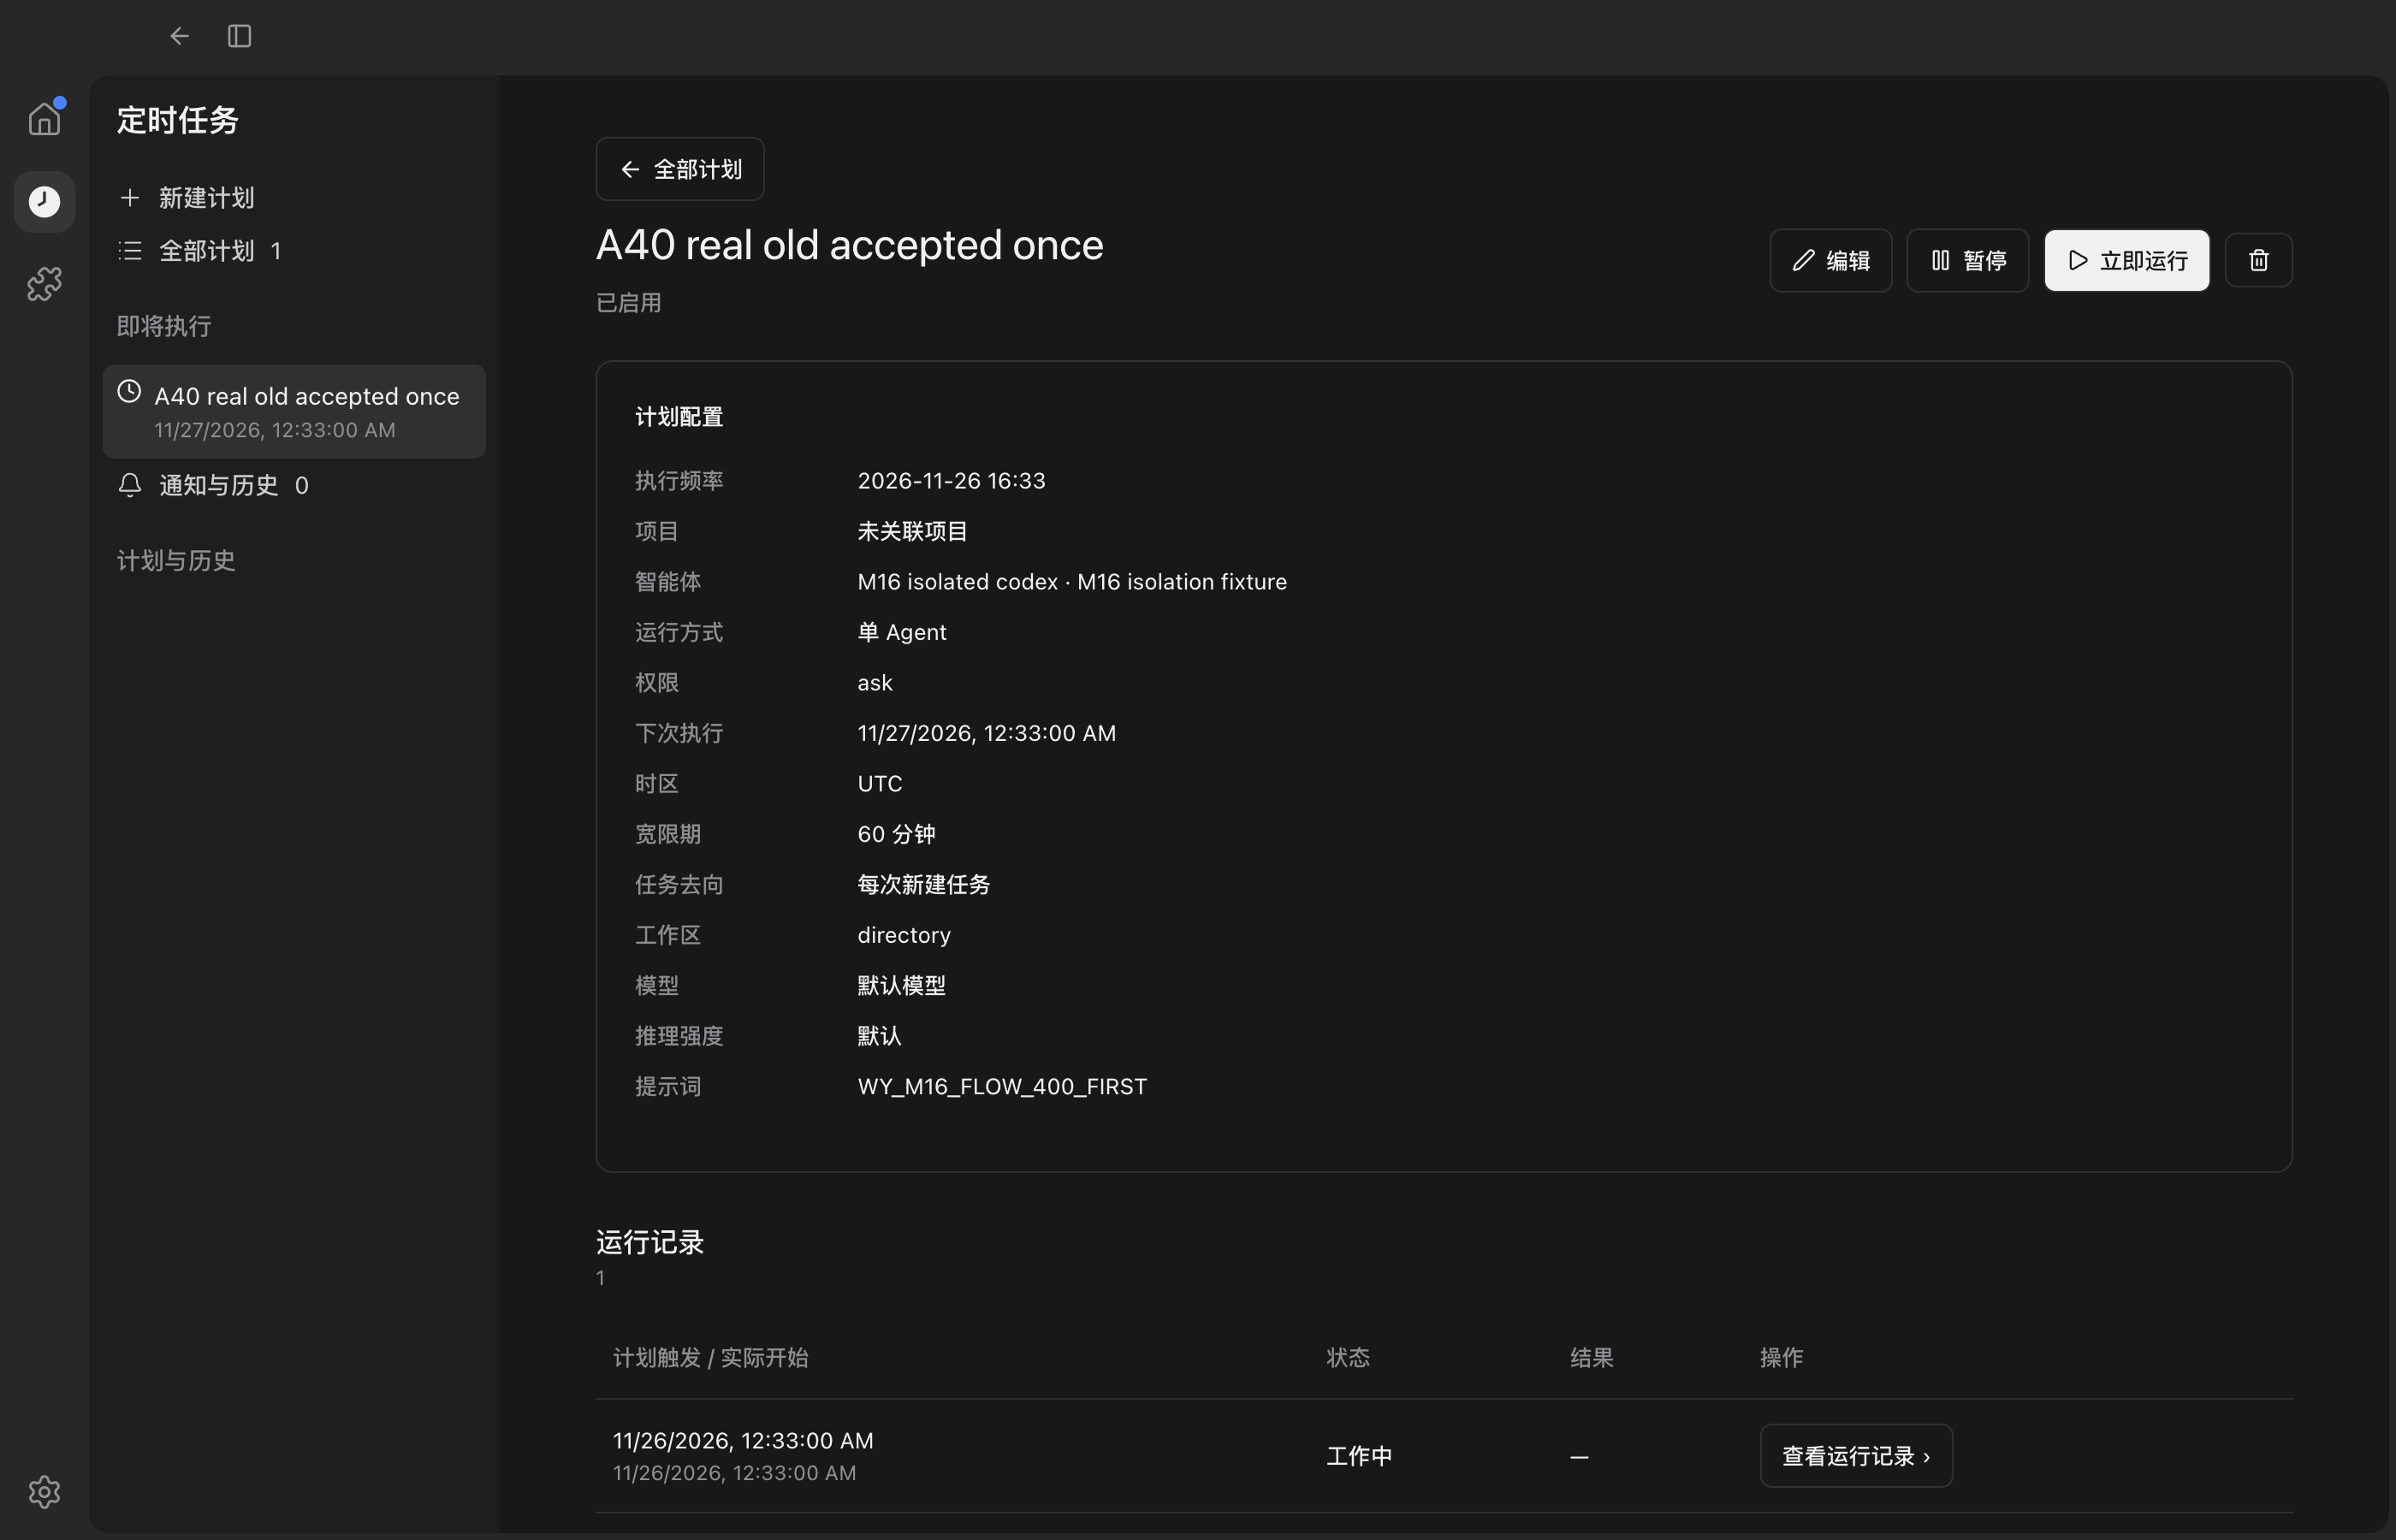 定时任务
新建计划
全部计划 1
即将执行
A40 real old accepted once
11/27/2026, 12:33:00 AM
通知与历史 0
计划与历史
全部计划
A40 real old accepted once
已启用
编辑
暂停
立即运行
计划配置
执行频率 2026-11-26 16:33
项目 未关联项目
智能体 M16 isolated codex · M16 isolation fixture
运行方式 单 Agent
权限 ask
下次执行 11/27/2026, 12:33:00 AM
时区 UTC
宽限期 60 分钟
任务去向 每次新建任务
工作区 directory
模型 默认模型
推理强度 默认
提示词 WY_M16_FLOW_400_FIRST
运行记录
1
计划触发 / 实际开始 状态 结果 操作
11/26/2026, 12:33:00 AM
11/26/2026, 12:33:00 AM
工作中 — 查看运行记录 ›